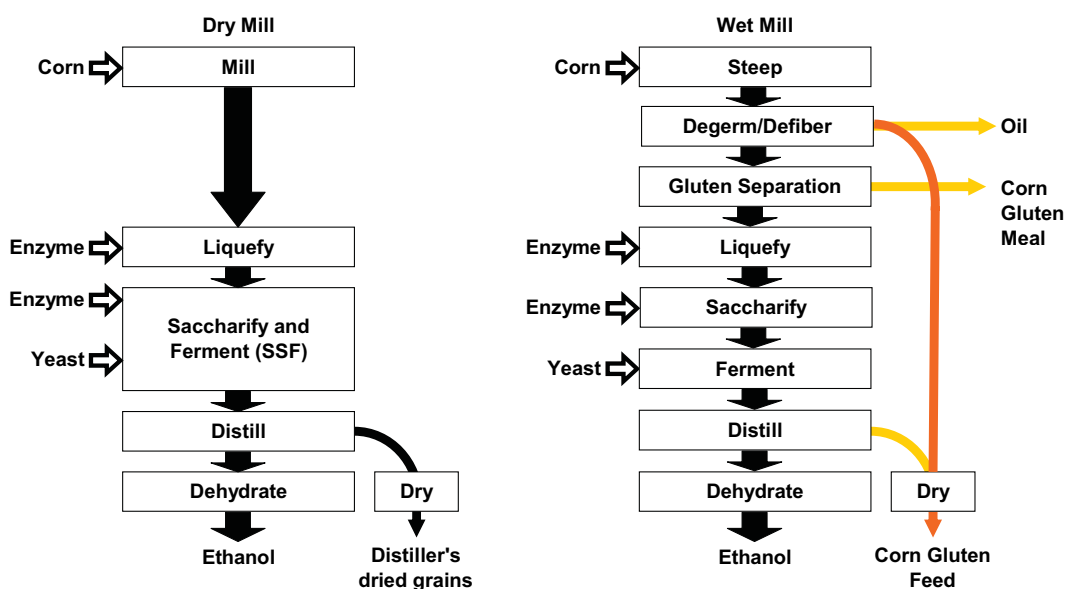 Dry Mill
Corn
Mill
Enzyme
Liquefy
Enzyme
Saccharify and
Ferment (SSF)
Yeast
Distill
Dehydrate
Dry
Ethanol
Distiller's
dried grains
Wet Mill
Corn
Steep
Degerm/Defiber
Oil
Gluten Separation
Corn
Gluten
Meal
Enzyme
Liquefy
Enzyme
Saccharify
Yeast
Ferment
Distill
Dehydrate
Dry
Ethanol
Corn Gluten
Feed